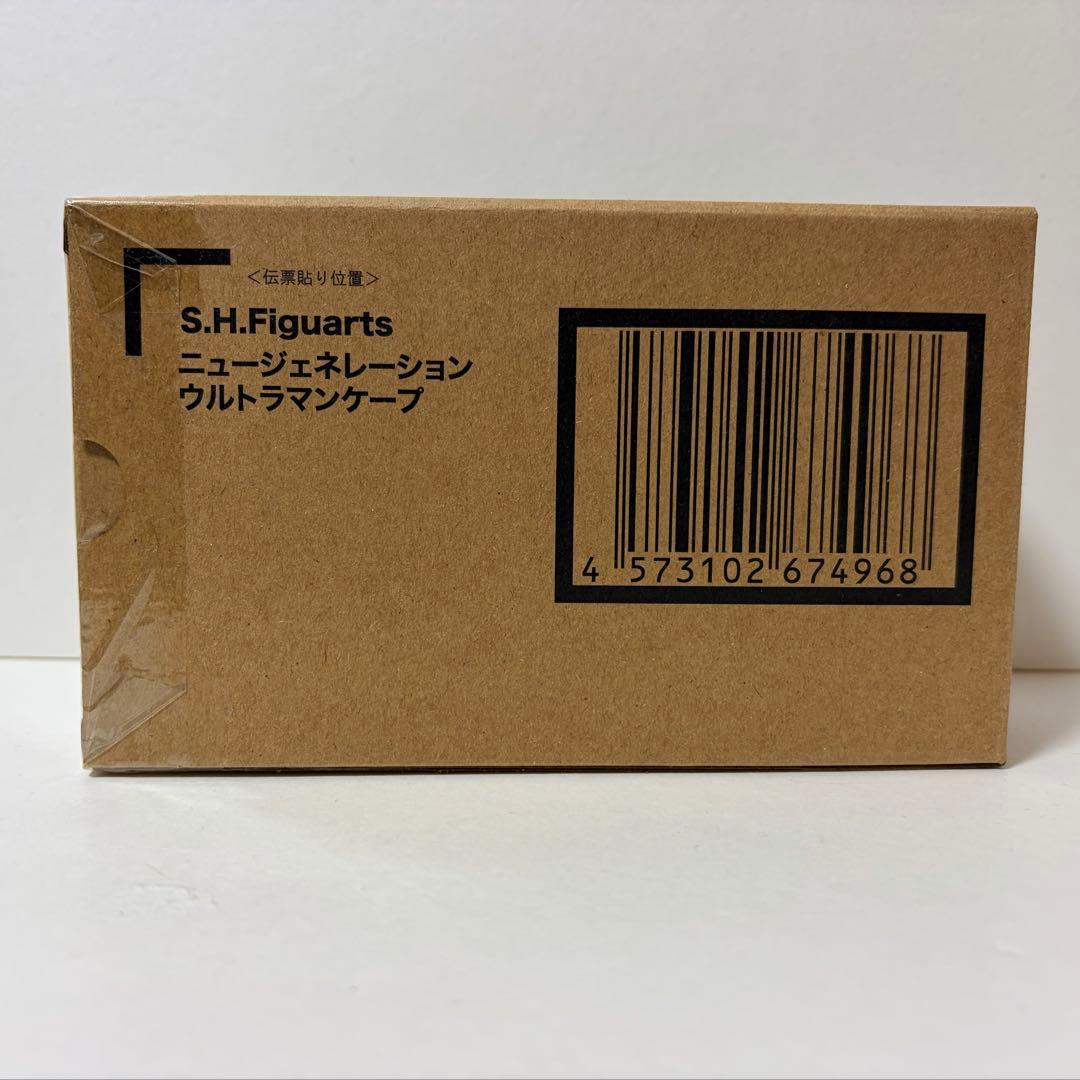 <伝票貼り位置>
S.H.Figuarts
ニュージェネレーション
ウルトラマンケープ
4 573102 674968